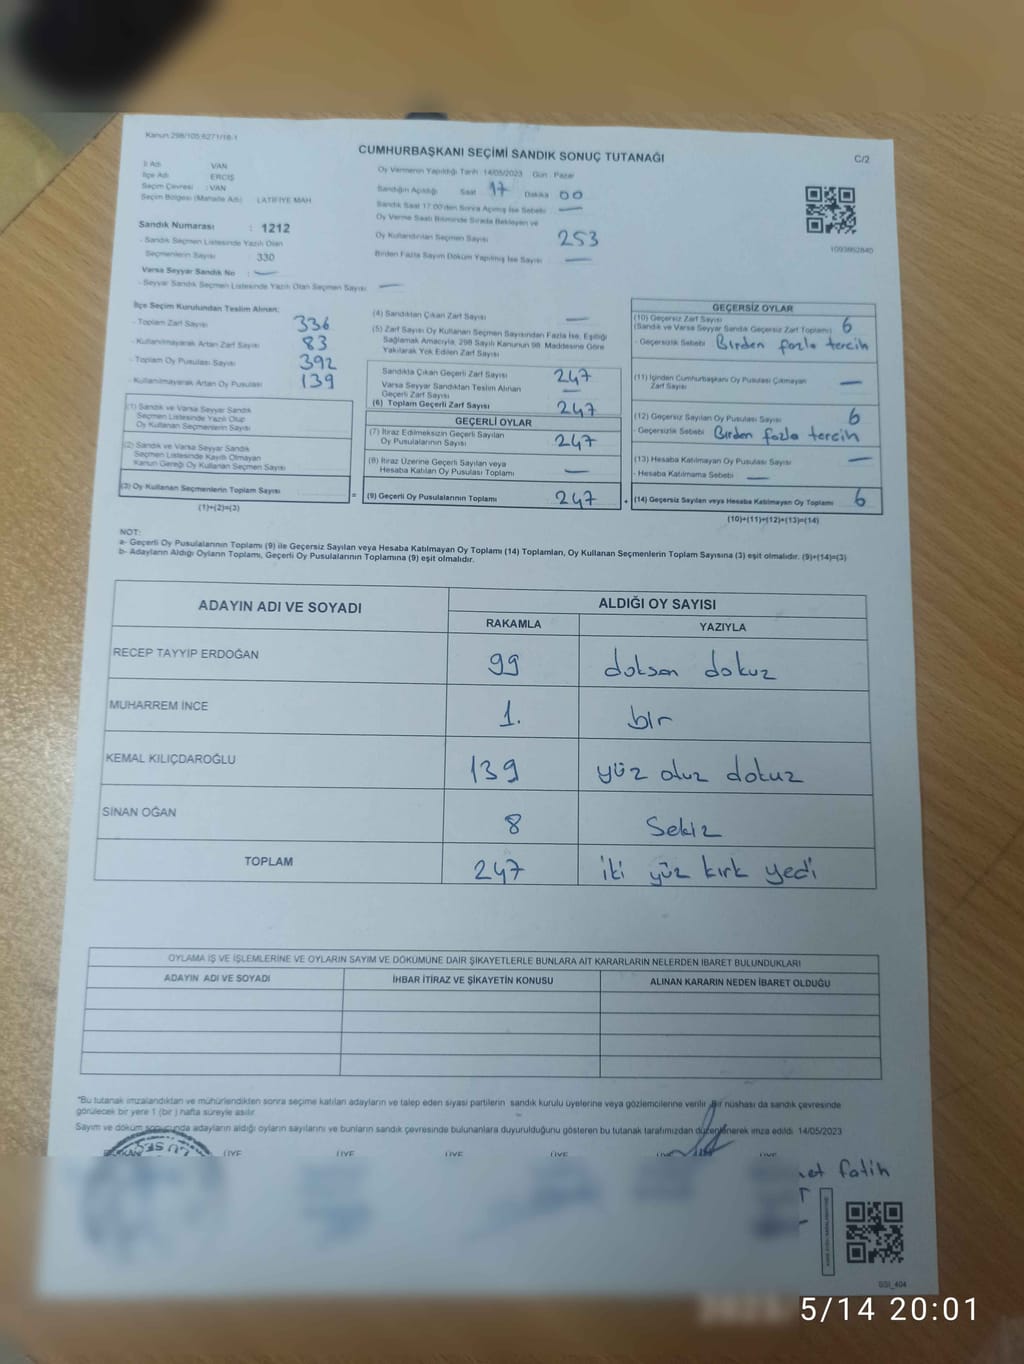 Kanun:298/105;6271/18-1
CUMHURBAŞKANI SEÇİMİ SANDIK SONUÇ TUTANAĞI
C/2
İl Adı VAN
İlçe Adı ERCİŞ
Seçim Çevresi : VAN
Seçim Bölgesi (Mahalle Adı) LATİFİYE MAH.
Sandık Numarası : 1212
- Sandık Seçmen Listesinde Yazılı Olan
Seçmenlerin Sayısı 330
Varsa Seyyar Sandık No : —
- Seyyar Sandık Seçmen Listesinde Yazılı Olan Seçmen Sayısı —
Oy Vermenin Yapıldığı Tarih :14/05/2023 Gün : Pazar
Sandığın Açıldığı Saat 17 Dakika 00
Sandık Saat 17:00'den Sonra Açılmış İse Sebebi —
Oy Verme Saati Bitiminde Sırada Bekleyen ve
Oy Kullandırılan Seçmen Sayısı 253
Birden Fazla Sayım Döküm Yapılmış İse Sayısı —
1093952840
İlçe Seçim Kurulundan Teslim Alınan:
- Toplam Zarf Sayısı 336
- Kullanılmayarak Artan Zarf Sayısı 83
- Toplam Oy Pusulası Sayısı 392
- Kullanılmayarak Artan Oy Pusulası 139
(1) Sandık ve Varsa Seyyar Sandık
Seçmen Listesinde Yazılı Olup
Oy Kullanan Seçmenlerin Sayısı
(2) Sandık ve Varsa Seyyar Sandık
Seçmen Listesinde Kayıtlı Olmayan
Kanun Gereği Oy Kullanan Seçmen Sayısı
(3) Oy Kullanan Seçmenlerin Toplam Sayısı
(1)+(2)=(3)
(4) Sandıktan Çıkan Zarf Sayısı —
(5) Zarf Sayısı Oy Kullanan Seçmen Sayısından Fazla İse, Eşitliği
Sağlamak Amacıyla, 298 Sayılı Kanunun 98. Maddesine Göre
Yakılarak Yok Edilen Zarf Sayısı
Sandıkta Çıkan Geçerli Zarf Sayısı 247
Varsa Seyyar Sandıktan Teslim Alınan
Geçerli Zarf Sayısı —
(6) Toplam Geçerli Zarf Sayısı 247
GEÇERLİ OYLAR
(7) İtiraz Edilmeksizin Geçerli Sayılan
Oy Pusulalarının Sayısı 247
(8) İtiraz Üzerine Geçerli Sayılan veya
Hesaba Katılan Oy Pusulası Toplamı —
= (9) Geçerli Oy Pusulalarının Toplamı 247
GEÇERSİZ OYLAR
(10) Geçersiz Zarf Sayısı
(Sandık ve Varsa Seyyar Sandık Geçersiz Zarf Toplamı) 6
- Geçersizlik Sebebi Birden fazla tercih
(11) İçinden Cumhurbaşkanı Oy Pusulası Çıkmayan
Zarf Sayısı —
(12) Geçersiz Sayılan Oy Pusulası Sayısı 6
- Geçersizlik Sebebi Birden fazla tercih
(13) Hesaba Katılmayan Oy Pusulası Sayısı —
- Hesaba Katılmama Sebebi —
+ (14) Geçersiz Sayılan veya Hesaba Katılmayan Oy Toplamı 6
(10)+(11)+(12)+(13)=(14)
NOT:
a- Geçerli Oy Pusulalarının Toplamı (9) ile Geçersiz Sayılan veya Hesaba Katılmayan Oy Toplamı (14) Toplamları, Oy Kullanan Seçmenlerin Toplam Sayısına (3) eşit olmalıdır. (9)+(14)=(3)
b- Adayların Aldığı Oyların Toplamı, Geçerli Oy Pusulalarının Toplamına (9) eşit olmalıdır.
ADAYIN ADI VE SOYADI
ALDIĞI OY SAYISI
RAKAMLA YAZIYLA
RECEP TAYYİP ERDOĞAN 99 doksan dokuz
MUHARREM İNCE 1. bir
KEMAL KILIÇDAROĞLU 139 yüz otuz dokuz
SİNAN OĞAN 8 Sekiz
TOPLAM 247 iki yüz kırk yedi
OYLAMA İŞ VE İŞLEMLERİNE VE OYLARIN SAYIM VE DÖKÜMÜNE DAİR ŞİKAYETLERLE BUNLARA AİT KARARLARIN NELERDEN İBARET BULUNDUKLARI
ADAYIN ADI VE SOYADI İHBAR İTİRAZ VE ŞİKAYETİN KONUSU ALINAN KARARIN NEDEN İBARET OLDUĞU
"Bu tutanak imzalandıktan ve mühürlendikten sonra seçime katılan adayların ve talep eden siyasi partilerin sandık kurulu üyelerine veya gözlemcilerine verilir. Bir nüshası da sandık çevresinde
görülecek bir yere 1 (bir ) hafta süreyle asılır.
Sayım ve döküm sonucunda adayların aldığı oyların sayılarını ve bunların sandık çevresinde bulunanlara duyurulduğunu gösteren bu tutanak tarafımızdan düzenlenerek imza edildi. 14/05/2023
BAŞKAN ÜYE ÜYE ÜYE ÜYE ÜYE ÜYE
fatih
SSI_404
5/14 20:01